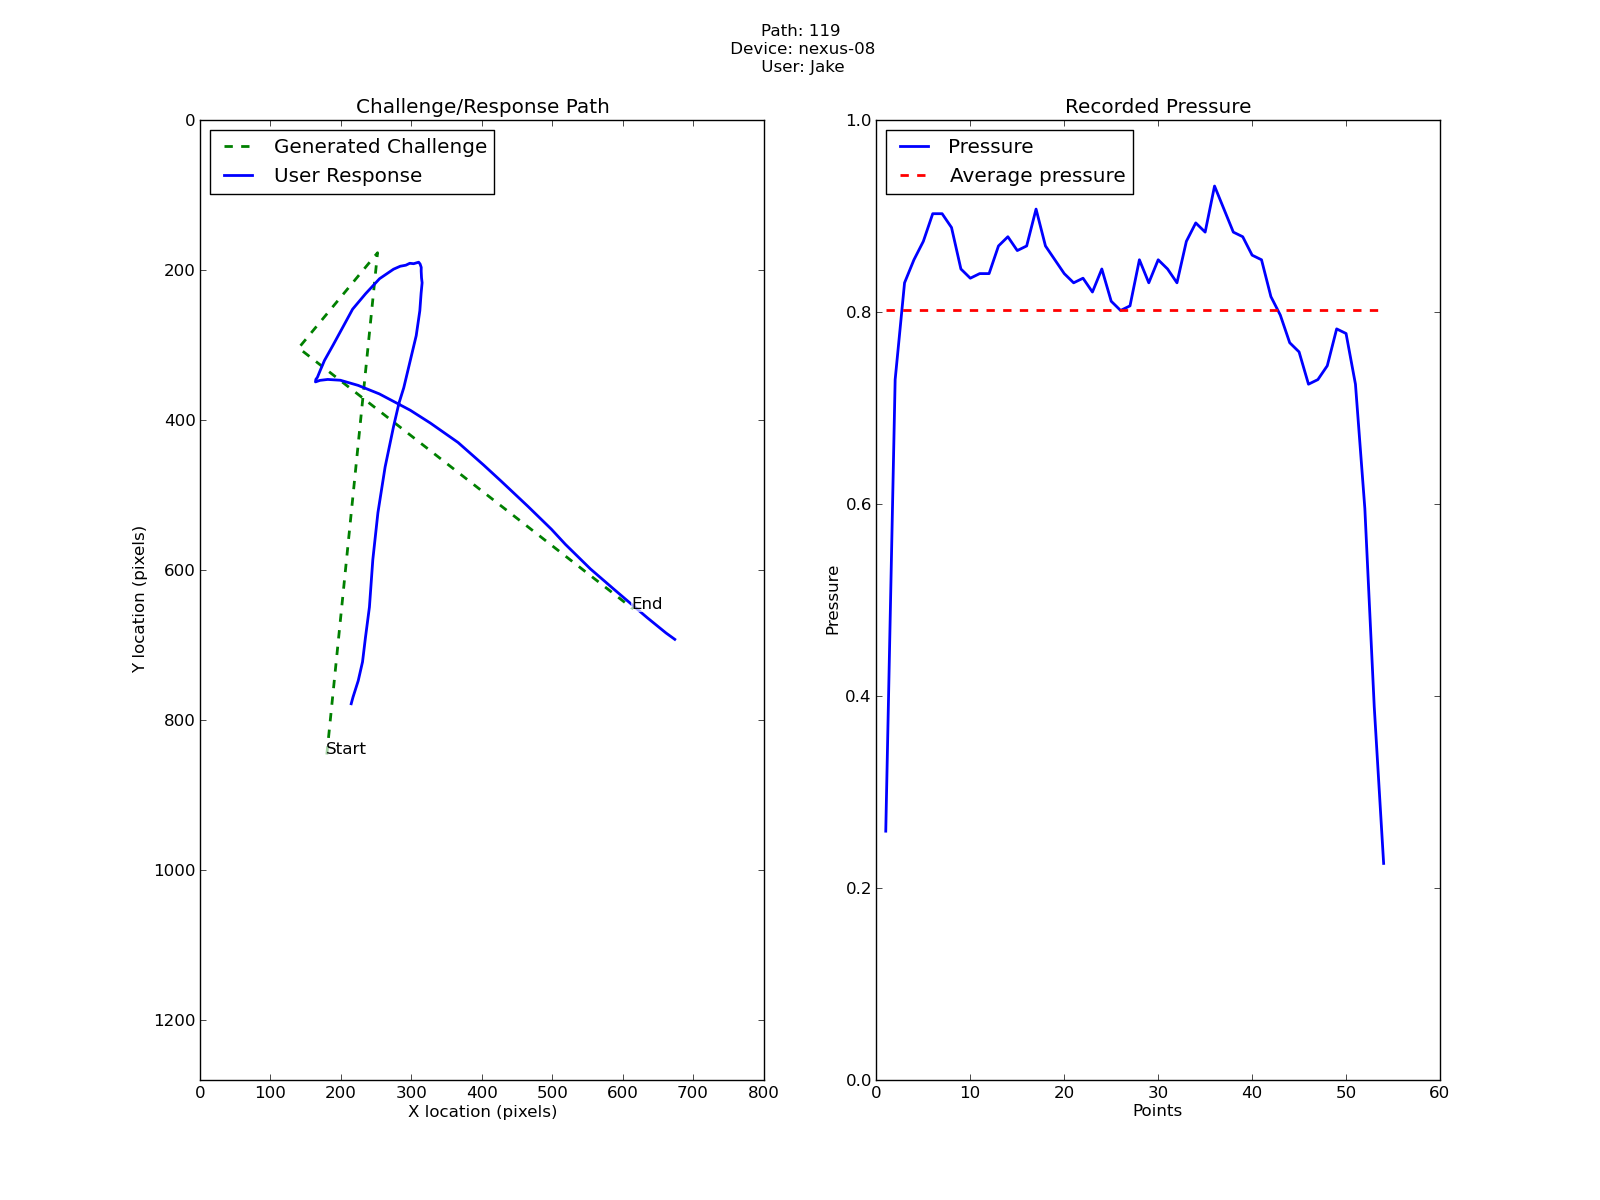 Path: 119
Device: nexus-08
User: Jake
Challenge/Response Path
Generated Challenge
User Response
0
200
400
600
800
1000
1200
Y location (pixels)
Start
End
0 100 200 300 400 500 600 700 800
X location (pixels)
Recorded Pressure
Pressure
Average pressure
1.0
0.8
0.6
0.4
0.2
0.0
Pressure
0 10 20 30 40 50 60
Points